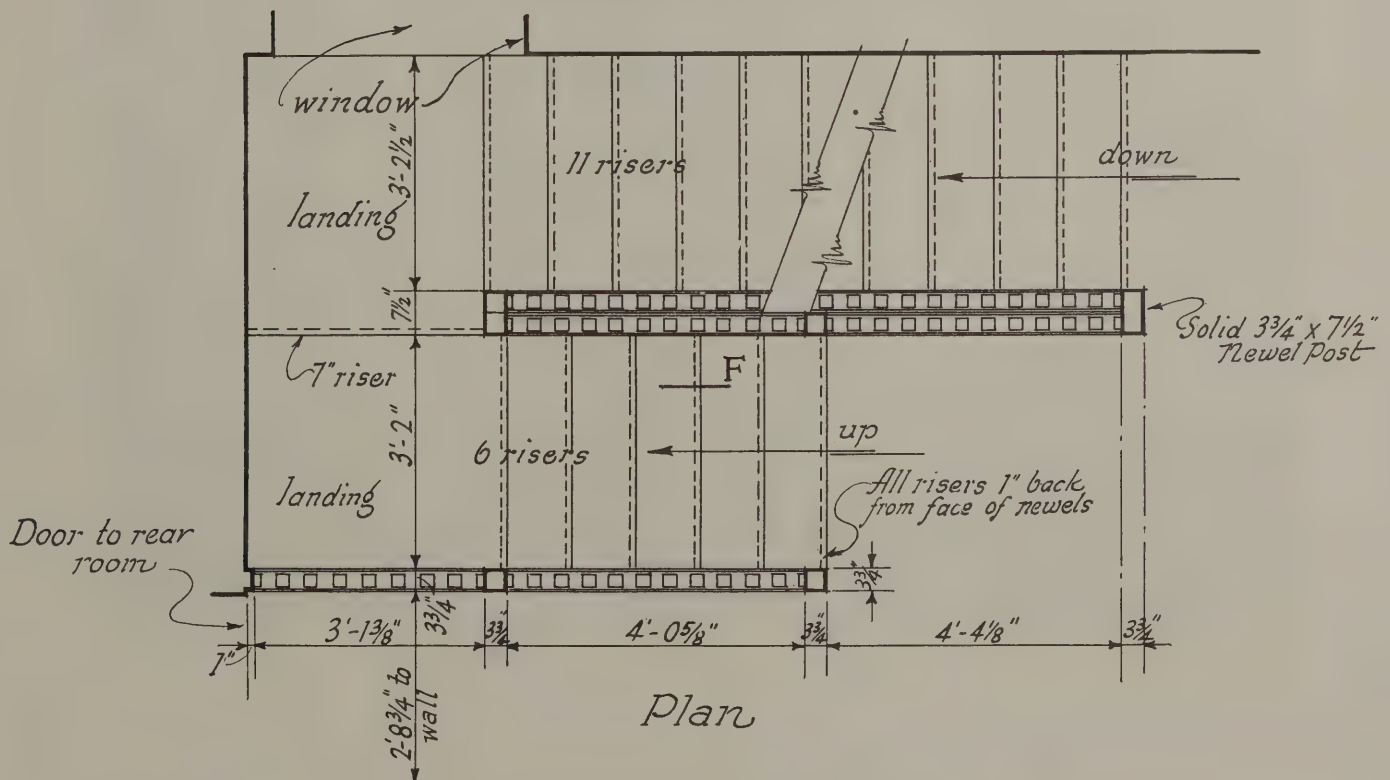 window
3'-2½"
11 risers
down
landing
7½"
Solid 3¾" x 7½"
Newel Post
7" riser
F
3'-2"
6 risers
up
landing
All risers 1" back
from face of newels
Door to rear
room
3¾"
3¾
3'-1⅜"
3¾"
4'-0⅝"
3¾"
4'-4⅛"
3¾"
1"
2'-8¾" to
wall
Plan